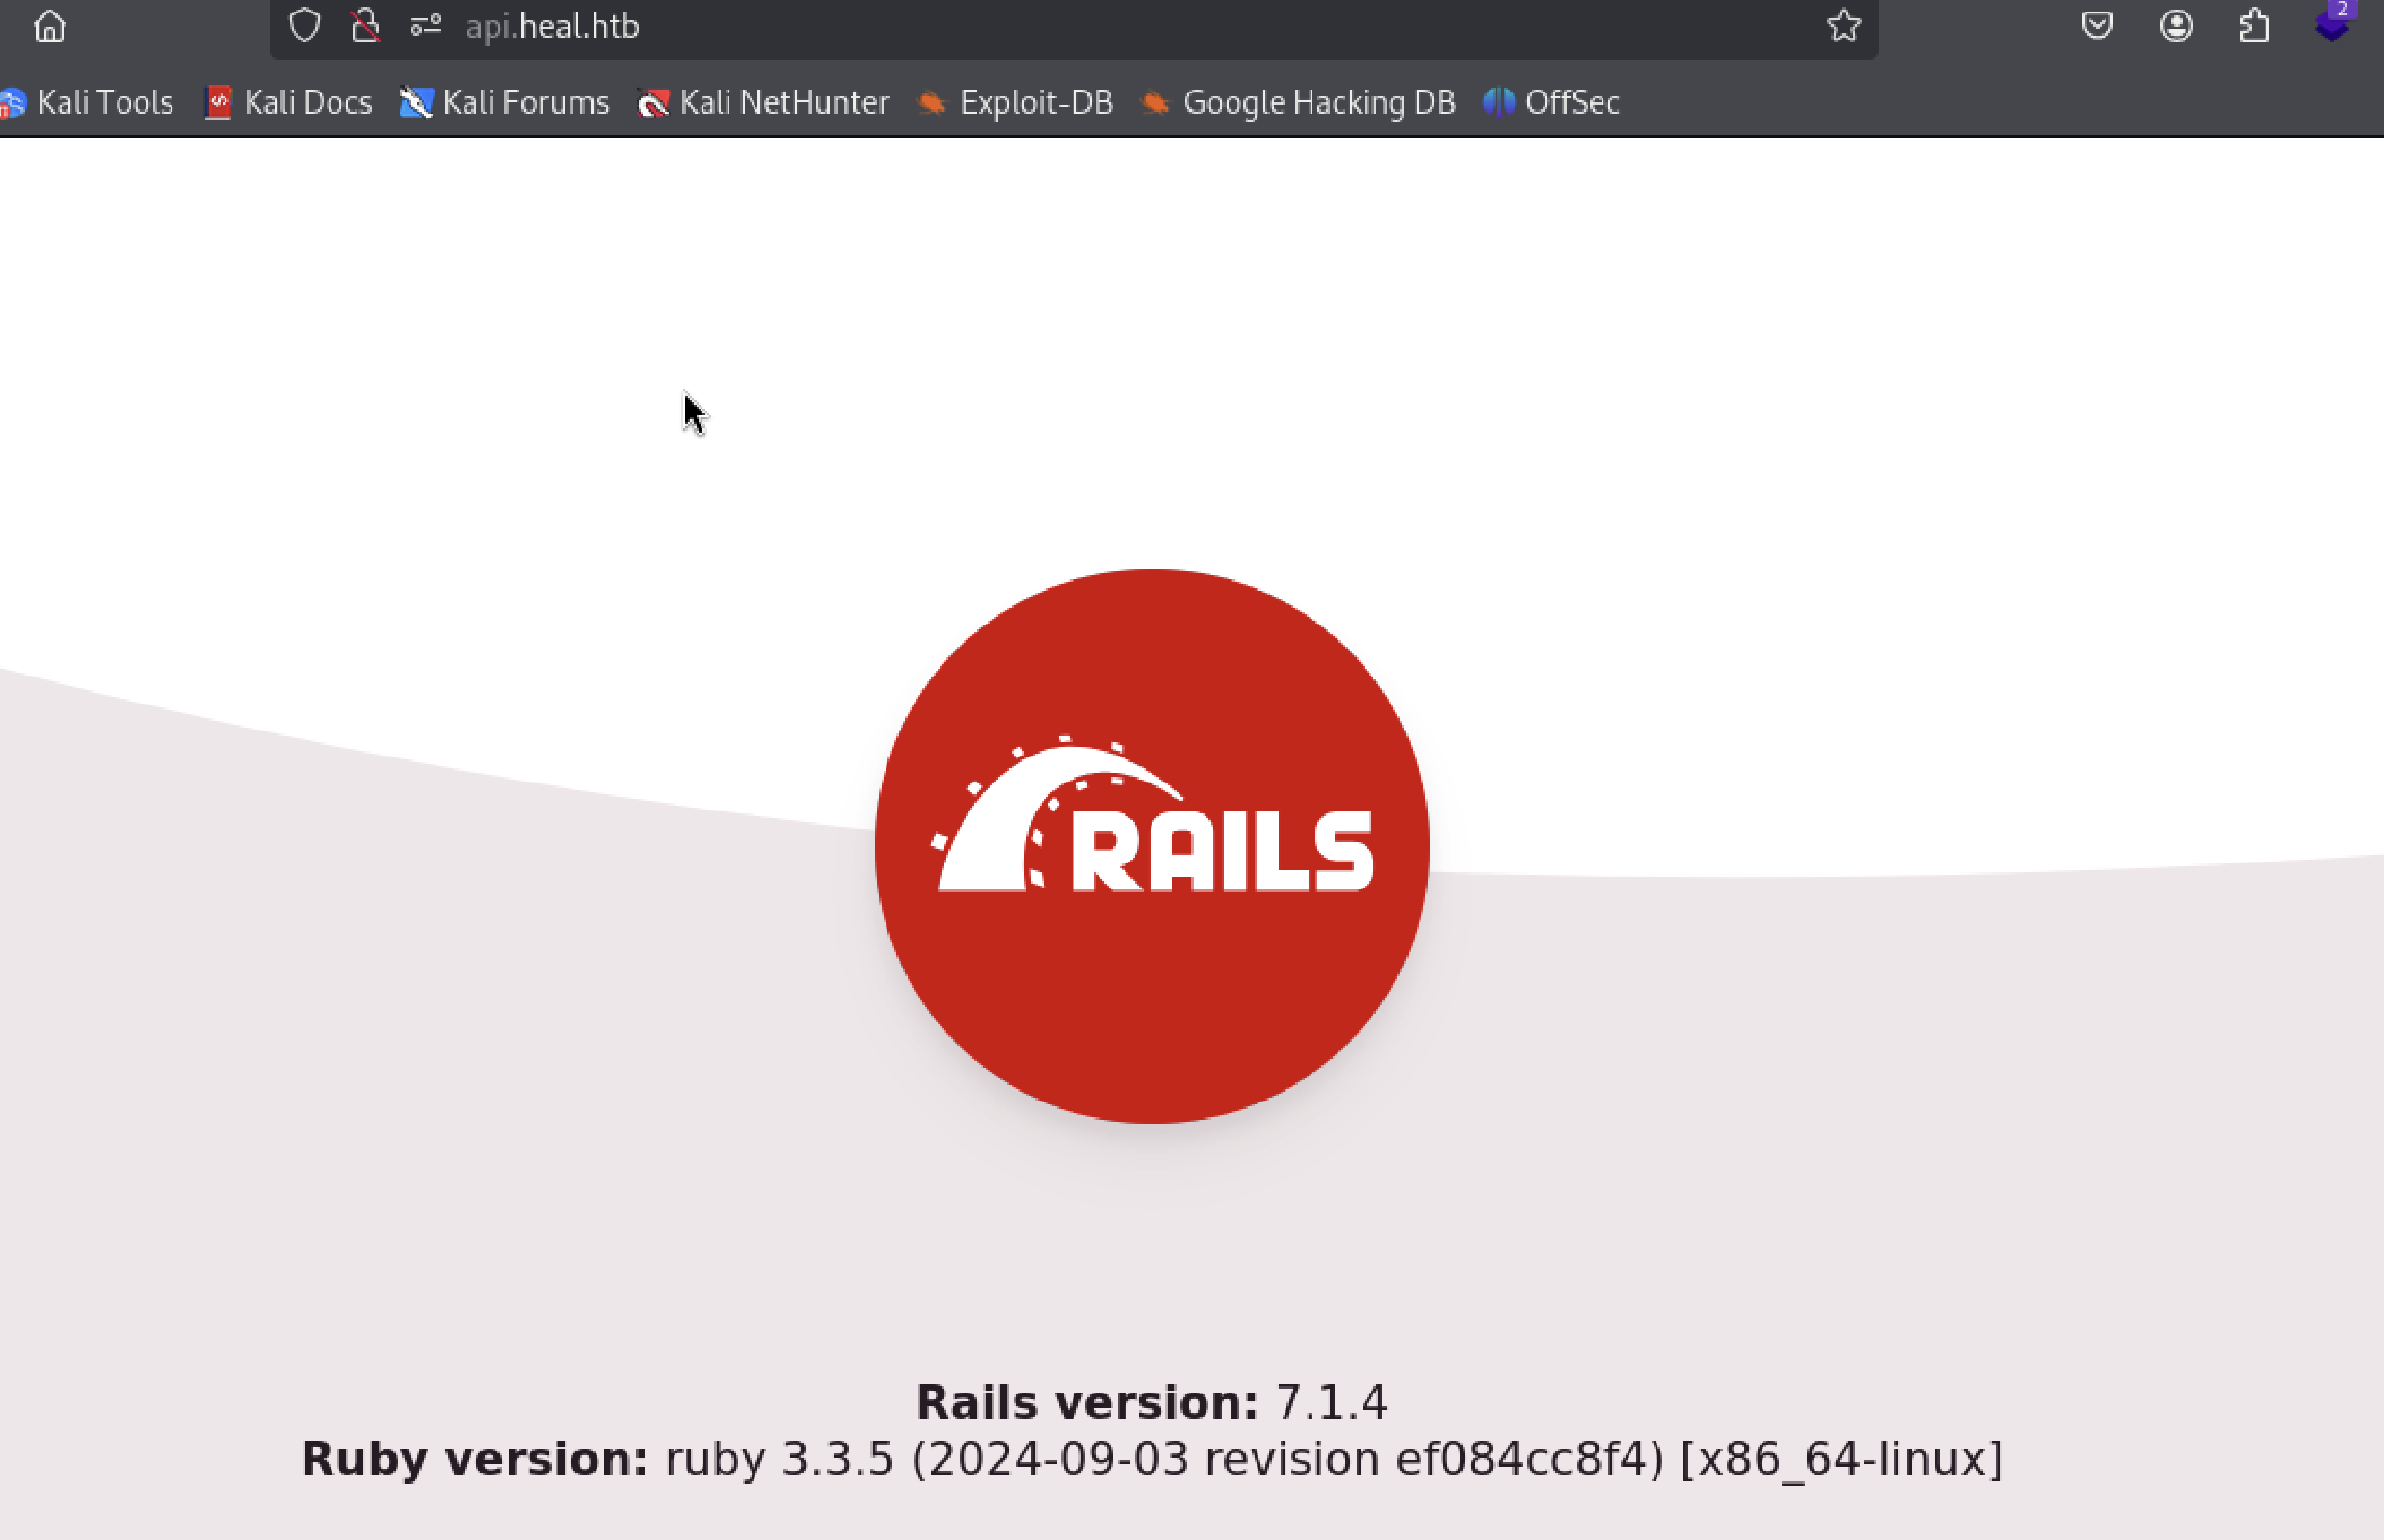 2
api.heal.htb
Kali Tools Kali Docs Kali Forums Kali NetHunter Exploit-DB Google Hacking DB OffSec
RAILS
Rails version: 7.1.4
Ruby version: ruby 3.3.5 (2024-09-03 revision ef084cc8f4) [x86_64-linux]